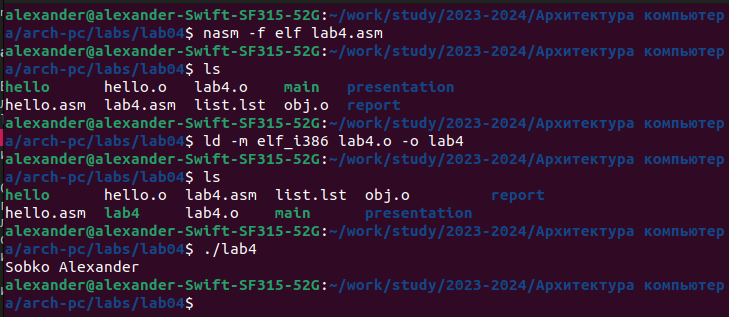 alexander@alexander-Swift-SF315-52G:~/work/study/2023-2024/Архитектура компьютер
а/arch-pc/labs/lab04$ nasm -f elf lab4.asm
alexander@alexander-Swift-SF315-52G:~/work/study/2023-2024/Архитектура компьютер
а/arch-pc/labs/lab04$ ls
hello hello.o lab4.o main presentation
hello.asm lab4.asm list.lst obj.o report
alexander@alexander-Swift-SF315-52G:~/work/study/2023-2024/Архитектура компьютер
а/arch-pc/labs/lab04$ ld -m elf_i386 lab4.o -o lab4
alexander@alexander-Swift-SF315-52G:~/work/study/2023-2024/Архитектура компьютер
а/arch-pc/labs/lab04$ ls
hello hello.o lab4.asm list.lst obj.o report
hello.asm lab4 lab4.o main presentation
alexander@alexander-Swift-SF315-52G:~/work/study/2023-2024/Архитектура компьютер
а/arch-pc/labs/lab04$ ./lab4
Sobko Alexander
alexander@alexander-Swift-SF315-52G:~/work/study/2023-2024/Архитектура компьютер
а/arch-pc/labs/lab04$